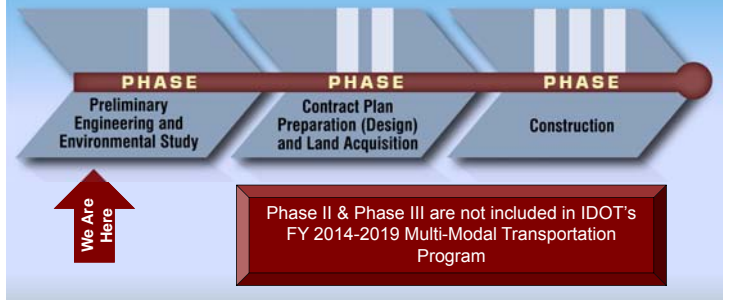 PHASE
Preliminary
Engineering and
Environmental Study
PHASE
Contract Plan
Preparation (Design)
and Land Acquisition
PHASE
Construction
We Are
Here
Phase II & Phase III are not included in IDOT's
FY 2014-2019 Multi-Modal Transportation
Program